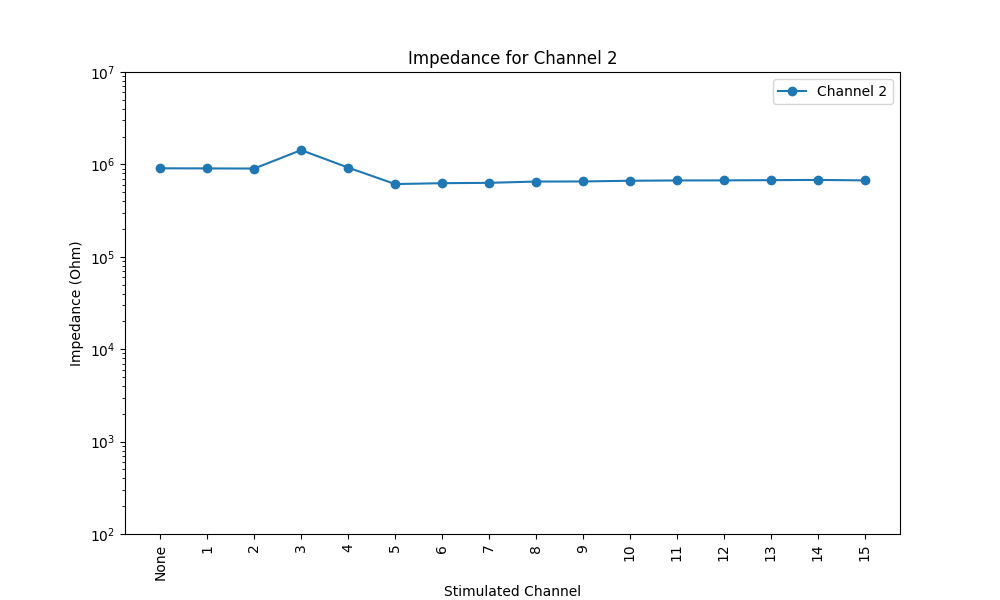 Impedance for Channel 2
Channel 2
Impedance (Ohm)
10⁷
10⁶
10⁵
10⁴
10³
10²
None 1 2 3 4 5 6 7 8 9 10 11 12 13 14 15
Stimulated Channel